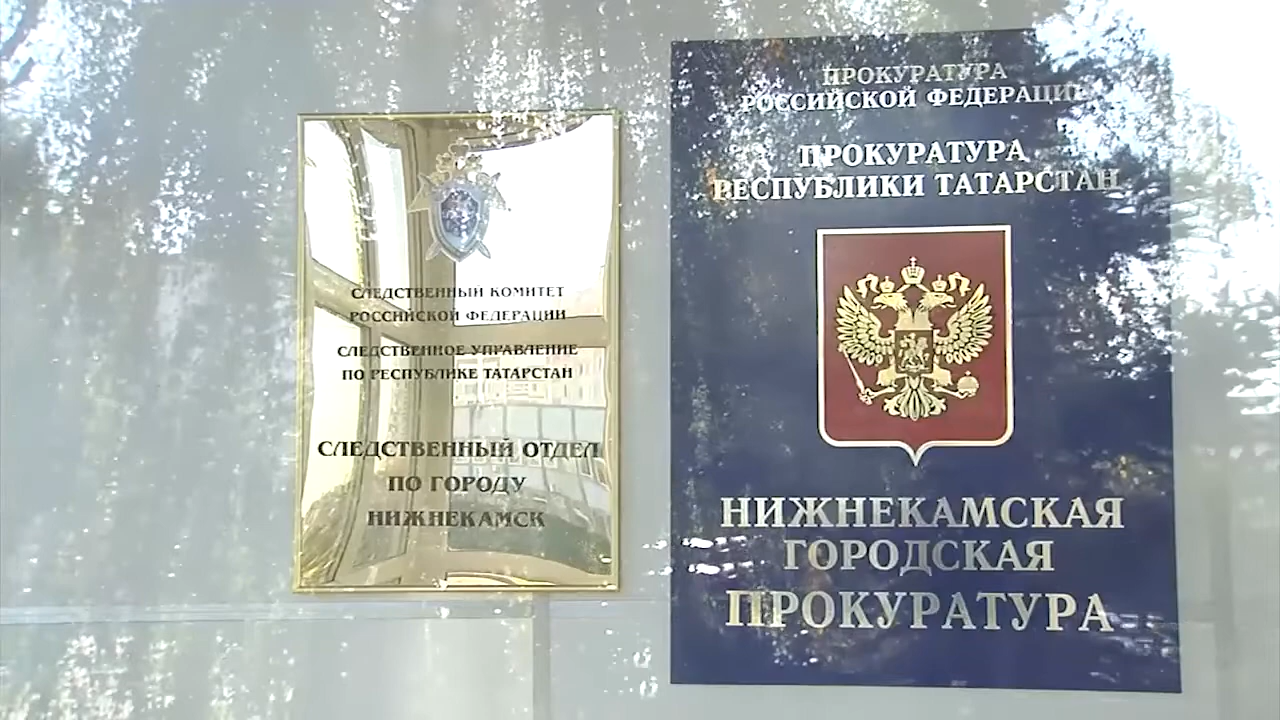 СЛЕДСТВЕННЫЙ КОМИТЕТ
РОССИЙСКОЙ ФЕДЕРАЦИИ
СЛЕДСТВЕННОЕ УПРАВЛЕНИЕ
ПО РЕСПУБЛИКЕ ТАТАРСТАН
СЛЕДСТВЕННЫЙ ОТДЕЛ
ПО ГОРОДУ
НИЖНЕКАМСК
ПРОКУРАТУРА
РОССИЙСКОЙ ФЕДЕРАЦИИ
ПРОКУРАТУРА
РЕСПУБЛИКИ ТАТАРСТАН
НИЖНЕКАМСКАЯ
ГОРОДСКАЯ
ПРОКУРАТУРА